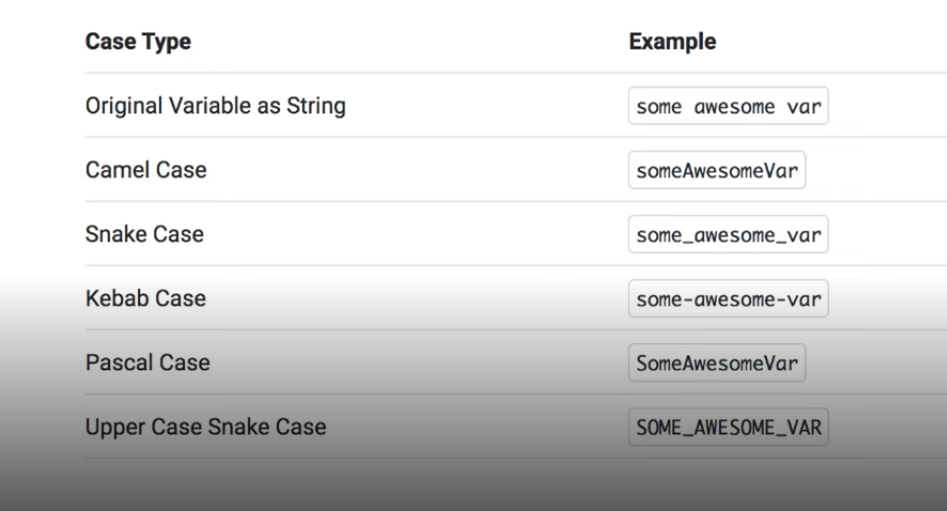 Case Type Example
Original Variable as String some awesome var
Camel Case someAwesomeVar
Snake Case some_awesome_var
Kebab Case some-awesome-var
Pascal Case SomeAwesomeVar
Upper Case Snake Case SOME_AWESOME_VAR